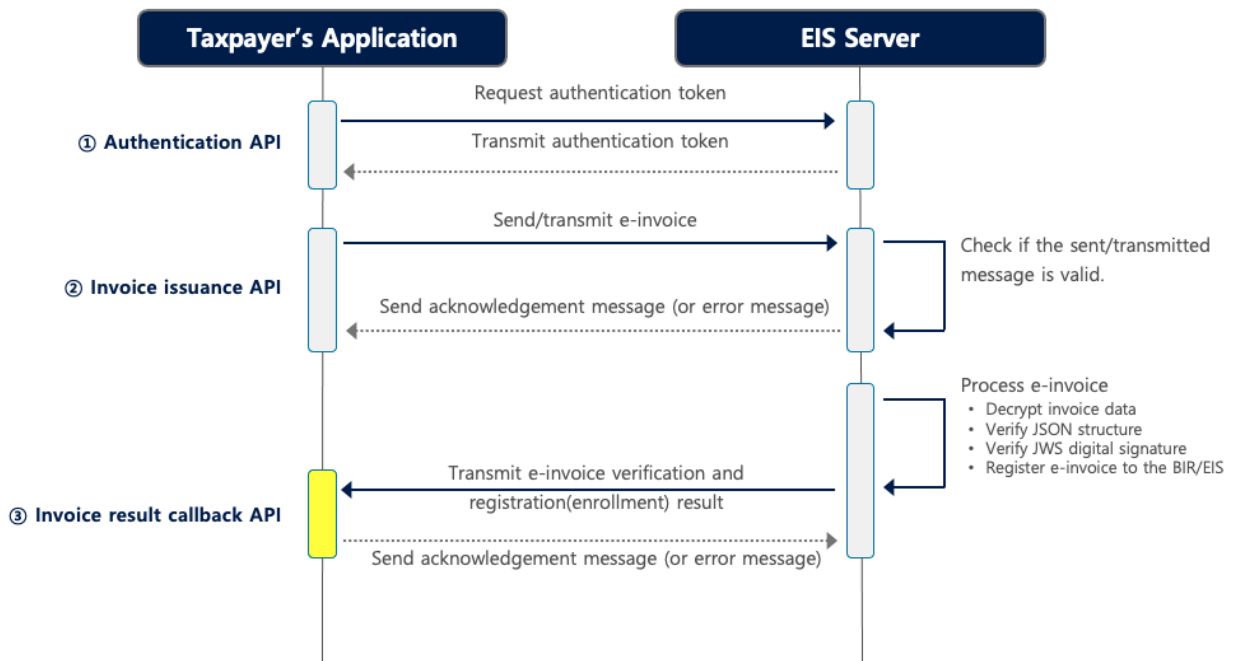 Taxpayer's Application
EIS Server
Request authentication token
① Authentication API
Transmit authentication token
Send/transmit e-invoice
Check if the sent/transmitted
message is valid.
② Invoice issuance API
Send acknowledgement message (or error message)
Process e-invoice
• Decrypt invoice data
• Verify JSON structure
• Verify JWS digital signature
• Register e-invoice to the BIR/EIS
Transmit e-invoice verification and
registration(enrollment) result
③ Invoice result callback API
Send acknowledgement message (or error message)